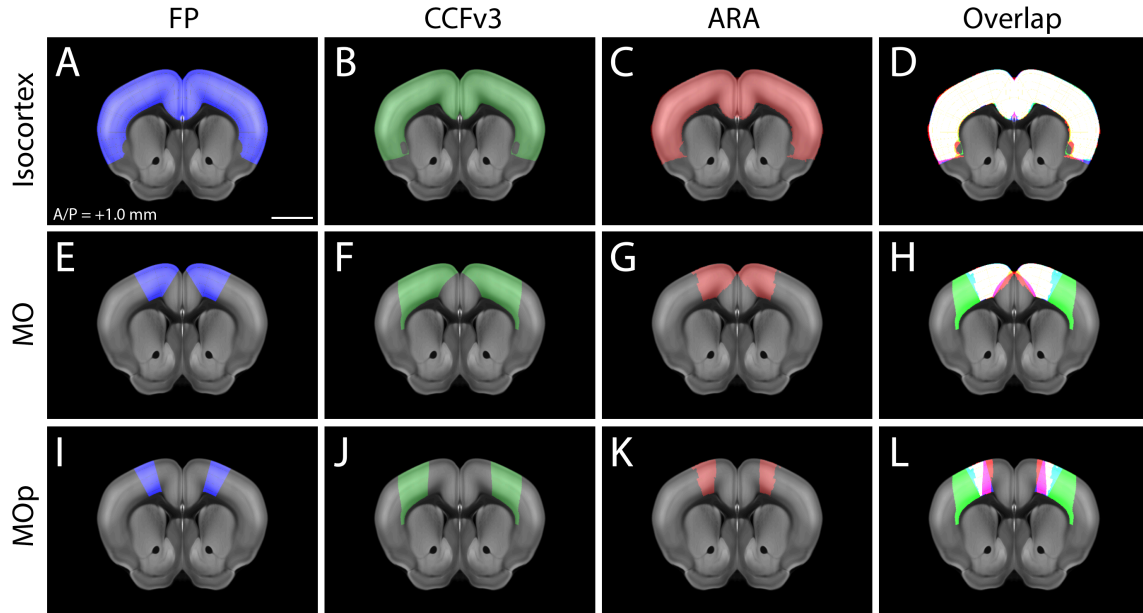 FP CCFv3 ARA Overlap
Isocortex
A B C D
A/P = +1.0 mm
MO
E F G H
MOp
I J K L